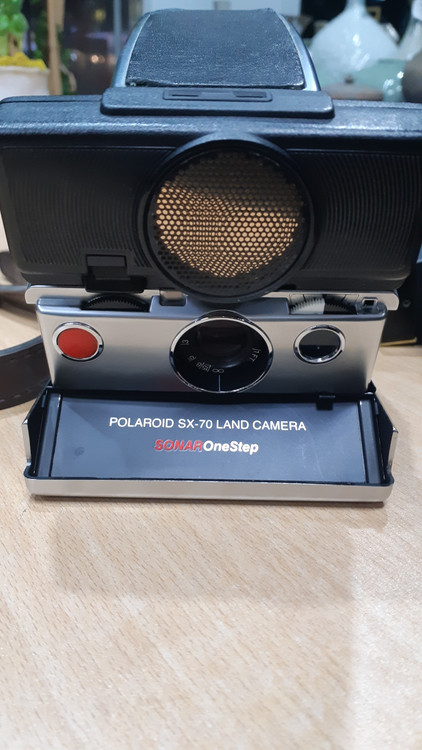 POLAROID SX-70 LAND CAMERA
SONAR OneStep